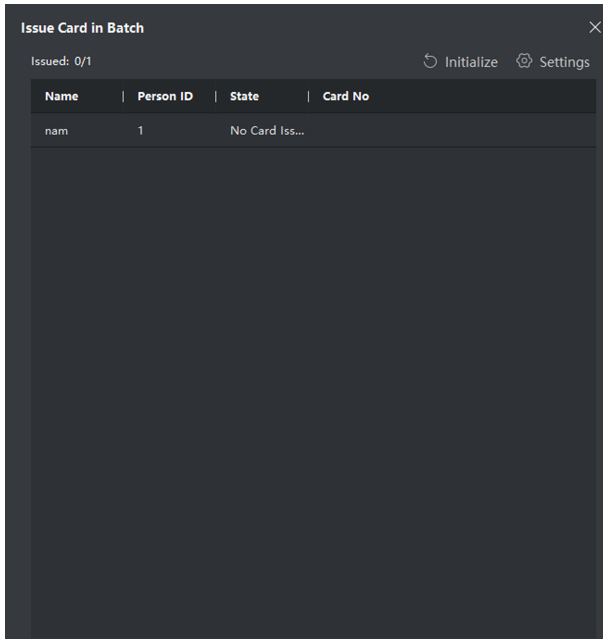 Issue Card in Batch
Issued: 0/1 Initialize Settings
Name | Person ID | State | Card No
nam 1 No Card Iss...